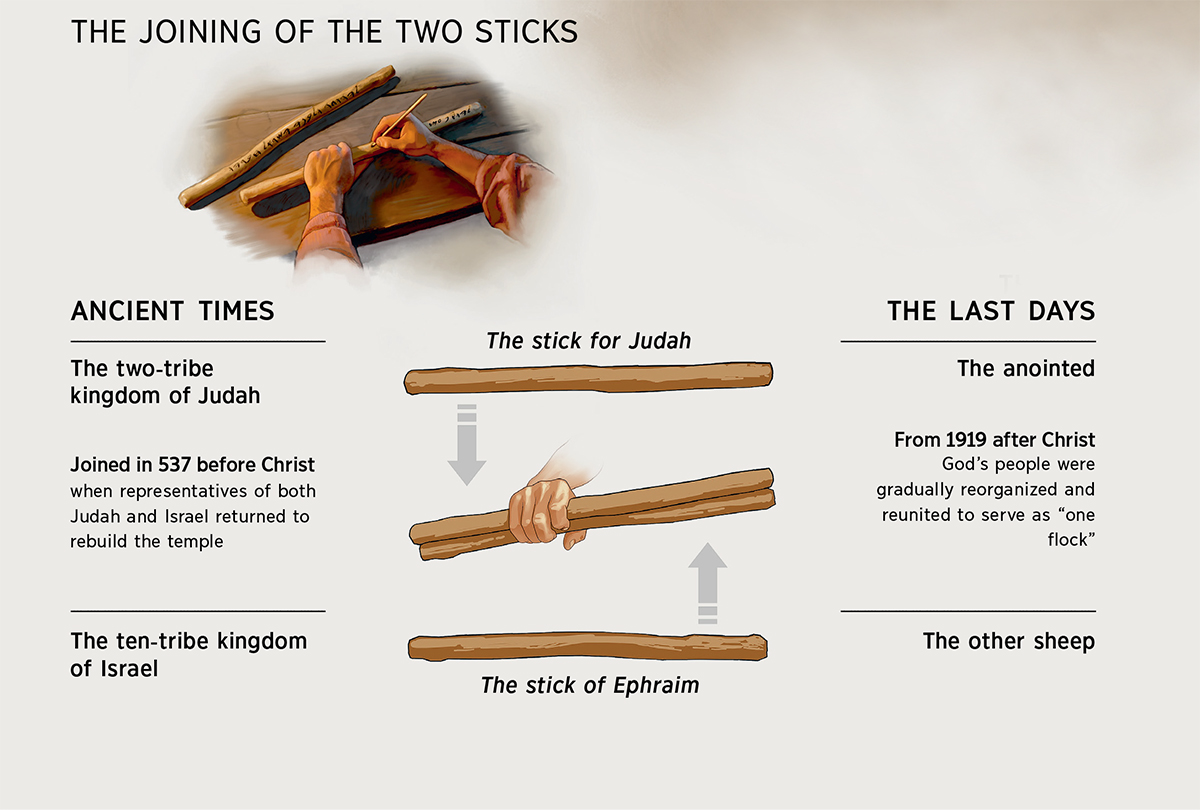 THE JOINING OF THE TWO STICKS
ANCIENT TIMES
The two-tribe
kingdom of Judah
Joined in 537 before Christ
when representatives of both
Judah and Israel returned to
rebuild the temple
The ten-tribe kingdom
of Israel
The stick for Judah
The stick of Ephraim
THE LAST DAYS
The anointed
From 1919 after Christ
God’s people were
gradually reorganized and
reunited to serve as “one
flock”
The other sheep